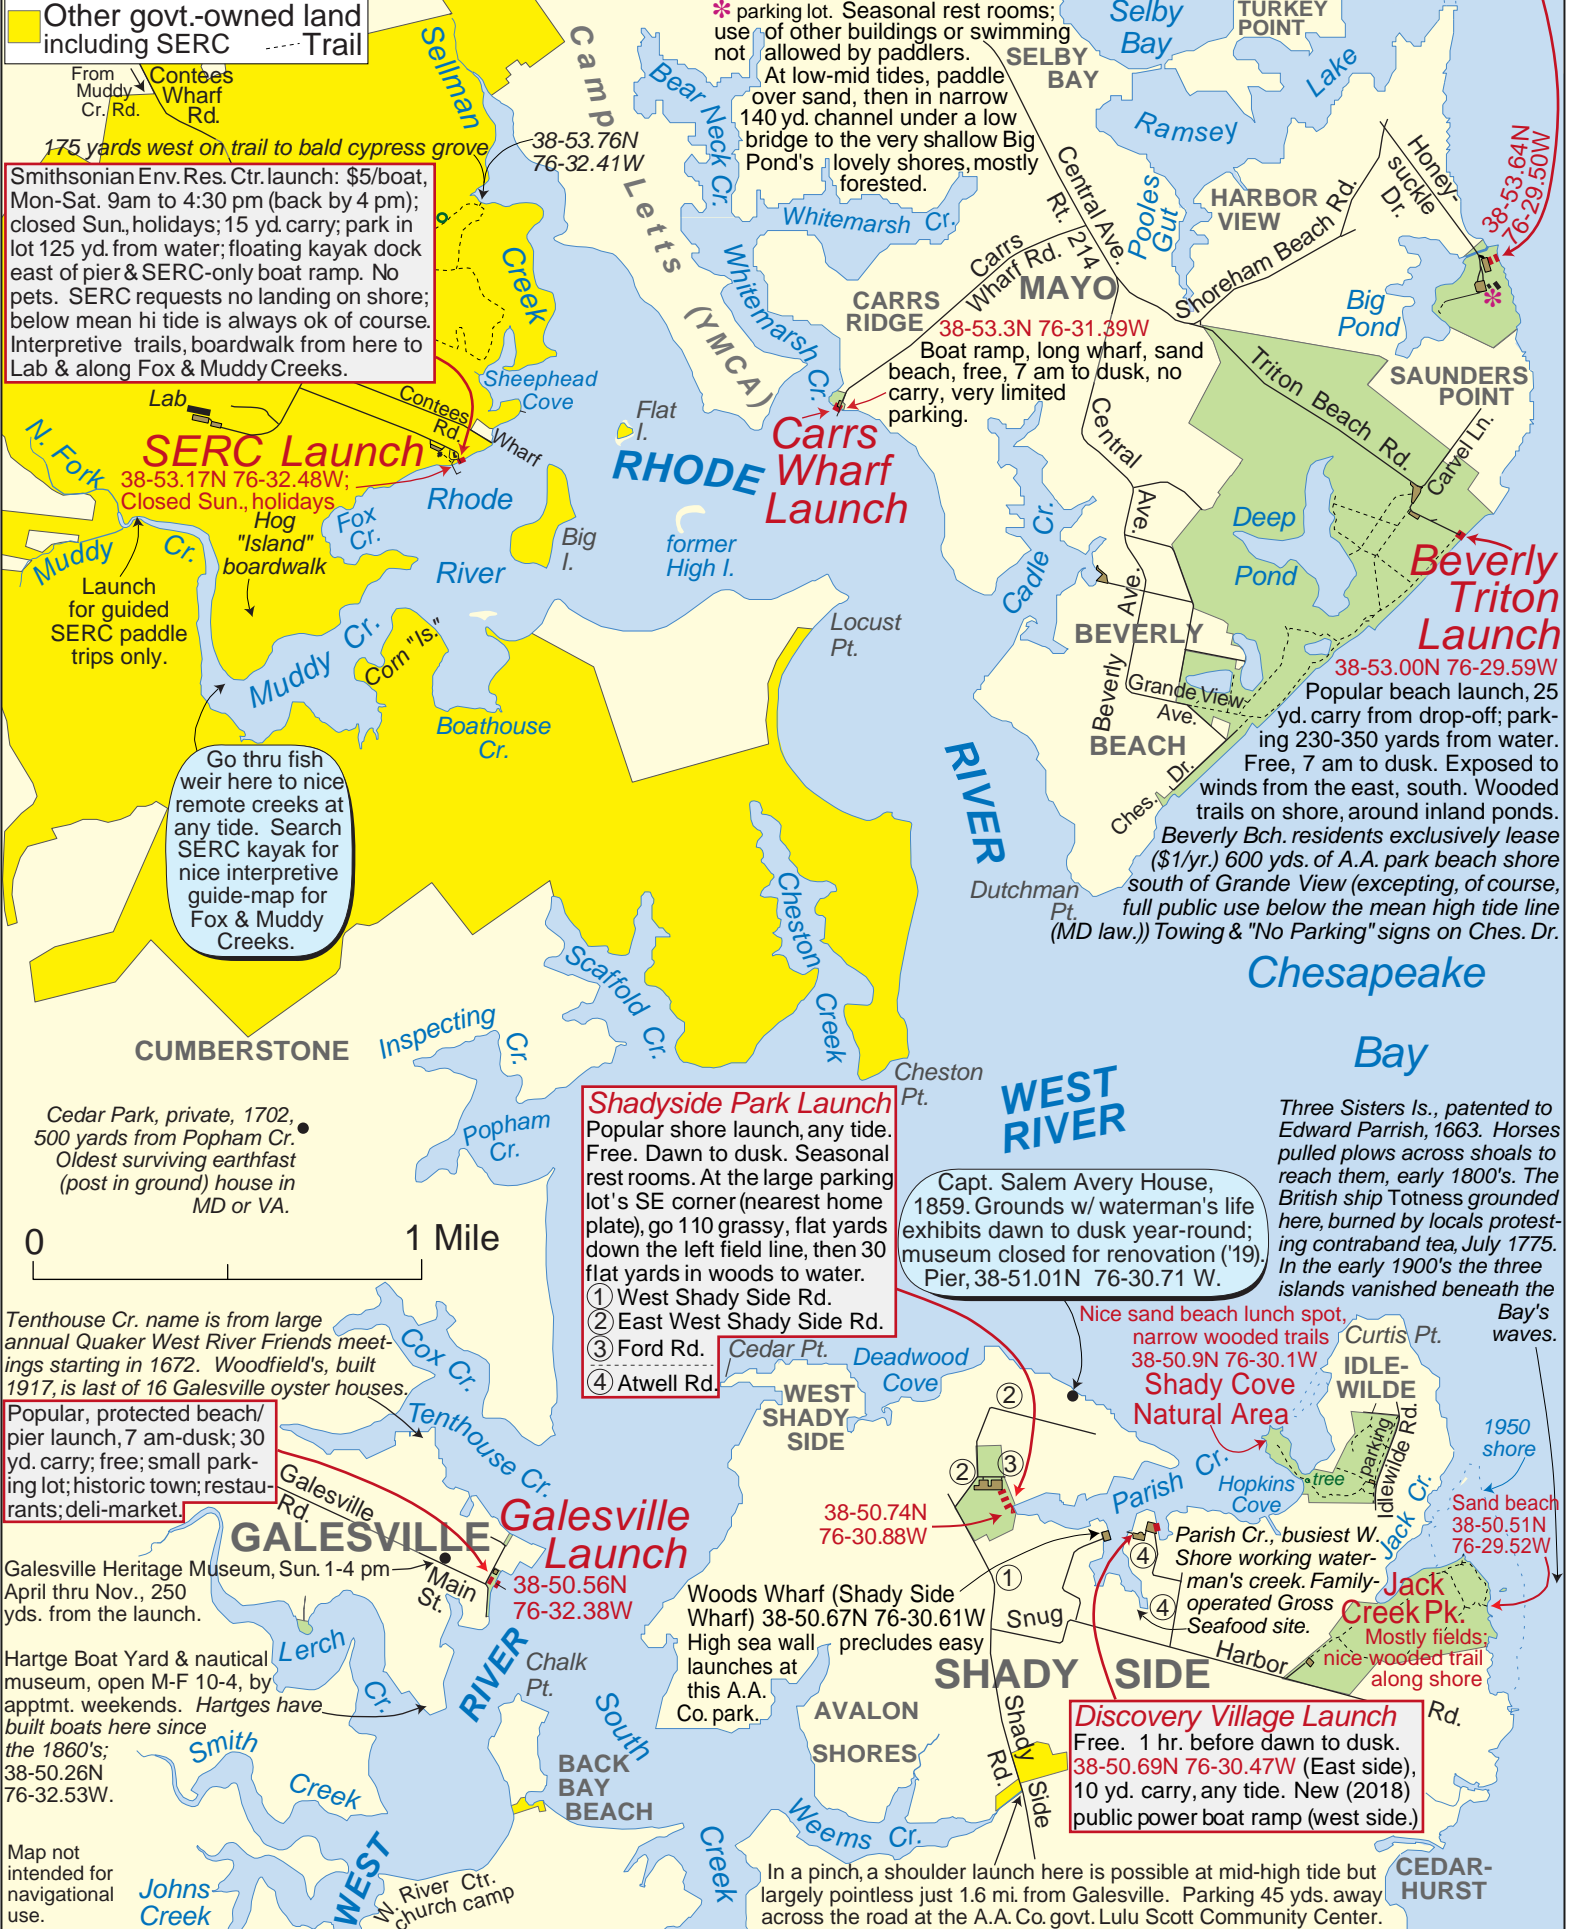 Other govt.-owned land
including SERC
Trail
From
Muddy
Cr. Rd.
Contees
Wharf
Rd.
175 yards west on trail to bald cypress grove
38-53.76N
76-32.41W
Sellman
Creek
Camp Letts (YMCA)
Bear Neck Cr.
* parking lot. Seasonal rest rooms;
use of other buildings or swimming
not allowed by paddlers.
At low-mid tides, paddle
over sand, then in narrow
140 yd. channel under a low
bridge to the very shallow Big
Pond's lovely shores, mostly
forested.
Selby
Bay
SELBY
BAY
TURKEY
POINT
Lake
Ramsey
Honey-
suckle
Dr.
38-53.64N
76-29.50W
Central Ave.
Rt. 214
Pooles
Gut
HARBOR
VIEW
Shoreham Beach Rd.
Big
Pond
*
Whitemarsh Cr.
Whitemarsh Cr.
Carrs
Wharf Rd.
MAYO
CARRS
RIDGE
38-53.3N 76-31.39W
Boat ramp, long wharf, sand
beach, free, 7 am to dusk, no
carry, very limited
parking.
Carrs
Wharf
Launch
Smithsonian Env. Res. Ctr. launch: $5/boat,
Mon-Sat. 9am to 4:30 pm (back by 4 pm);
closed Sun., holidays; 15 yd. carry; park in
lot 125 yd. from water; floating kayak dock
east of pier & SERC-only boat ramp. No
pets. SERC requests no landing on shore;
below mean hi tide is always ok of course.
Interpretive trails, boardwalk from here to
Lab & along Fox & Muddy Creeks.
Sheephead
Cove
Lab
Contees
Rd.
Wharf
SERC Launch
38-53.17N 76-32.48W;
Closed Sun., holidays
N. Fork
Muddy
Cr.
Hog
"Island"
boardwalk
Fox
Cr.
Rhode
River
Flat
I.
RHODE
Big
I.
former
High I.
Launch
for guided
SERC paddle
trips only.
Muddy Cr.
Corn "Is."
Boathouse
Cr.
Locust
Pt.
RIVER
Triton Beach Rd.
SAUNDERS
POINT
Carvel Ln.
Central
Ave.
Cadle Cr.
Deep
Pond
Beverly
Triton
Launch
38-53.00N 76-29.59W
Popular beach launch, 25
yd. carry from drop-off; park-
ing 230-350 yards from water.
Free, 7 am to dusk. Exposed to
winds from the east, south. Wooded
trails on shore, around inland ponds.
Beverly Bch. residents exclusively lease
($1/yr.) 600 yds. of A.A. park beach shore
south of Grande View (excepting, of course,
full public use below the mean high tide line
(MD law.)) Towing & "No Parking" signs on Ches. Dr.
BEVERLY
BEACH
Beverly
Ave.
Grande View
Ave.
Ches. Dr.
Dutchman
Pt.
Go thru fish
weir here to nice
remote creeks at
any tide. Search
SERC kayak for
nice interpretive
guide-map for
Fox & Muddy
Creeks.
Chesapeake
Bay
Cheston
Creek
Scaffold Cr.
Cheston
Pt.
CUMBERSTONE
Inspecting
Cr.
Popham
Cr.
Cedar Park, private, 1702,
500 yards from Popham Cr.
Oldest surviving earthfast
(post in ground) house in
MD or VA.
0
1 Mile
Shadyside Park Launch
Popular shore launch, any tide.
Free. Dawn to dusk. Seasonal
rest rooms. At the large parking
lot's SE corner (nearest home
plate), go 110 grassy, flat yards
down the left field line, then 30
flat yards in woods to water.
1 West Shady Side Rd.
2 East West Shady Side Rd.
3 Ford Rd.
4 Atwell Rd.
WEST
RIVER
Capt. Salem Avery House,
1859. Grounds w/ waterman's life
exhibits dawn to dusk year-round;
museum closed for renovation ('19).
Pier, 38-51.01N 76-30.71 W.
Three Sisters Is., patented to
Edward Parrish, 1663. Horses
pulled plows across shoals to
reach them, early 1800's. The
British ship Totness grounded
here, burned by locals protest-
ing contraband tea, July 1775.
In the early 1900's the three
islands vanished beneath the
Bay's
waves.
Nice sand beach lunch spot,
narrow wooded trails
38-50.9N 76-30.1W
Shady Cove
Natural Area
Curtis Pt.
IDLE-
WILDE
Tenthouse Cr. name is from large
annual Quaker West River Friends meet-
ings starting in 1672. Woodfield's, built
1917, is last of 16 Galesville oyster houses.
Cox Cr.
Tenthouse Cr.
Popular, protected beach/
pier launch, 7 am-dusk; 30
yd. carry; free; small park-
ing lot; historic town; restau-
rants; deli-market.
Galesville
Rd.
GALESVILLE
Galesville
Launch
38-50.56N
76-32.38W
Main
St.
Galesville Heritage Museum, Sun. 1-4 pm
April thru Nov., 250
yds. from the launch.
Cedar Pt.
Deadwood
Cove
WEST
SHADY
SIDE
2
2
3
38-50.74N
76-30.88W
Parish Cr.
Hopkins
Cove
tree
parking
Idlewilde Rd.
Jack Cr.
1950
shore
Sand beach
38-50.51N
76-29.52W
Jack
Creek Pk.
Mostly fields;
nice wooded trail
along shore
Woods Wharf (Shady Side
Wharf) 38-50.67N 76-30.61W
High sea wall precludes easy
launches at
this A.A.
Co. park.
1
4
4
Parish Cr., busiest W.
Shore working water-
man's creek. Family-
operated Gross
Seafood site.
Snug
Harbor
Rd.
SHADY SIDE
Lerch
Cr.
Hartge Boat Yard & nautical
museum, open M-F 10-4, by
apptmt. weekends. Hartges have
built boats here since
the 1860's;
38-50.26N
76-32.53W.
RIVER
Chalk
Pt.
South
Creek
Smith
Creek
BACK
BAY
BEACH
AVALON
SHORES
Shady
Side
Rd.
Discovery Village Launch
Free. 1 hr. before dawn to dusk.
38-50.69N 76-30.47W (East side),
10 yd. carry, any tide. New (2018)
public power boat ramp (west side.)
Weems Cr.
Map not
intended for
navigational
use.
Johns
Creek
WEST
W. River Ctr.
church camp
In a pinch, a shoulder launch here is possible at mid-high tide but
largely pointless just 1.6 mi. from Galesville. Parking 45 yds. away
across the road at the A.A. Co. govt. Lulu Scott Community Center.
CEDAR-
HURST